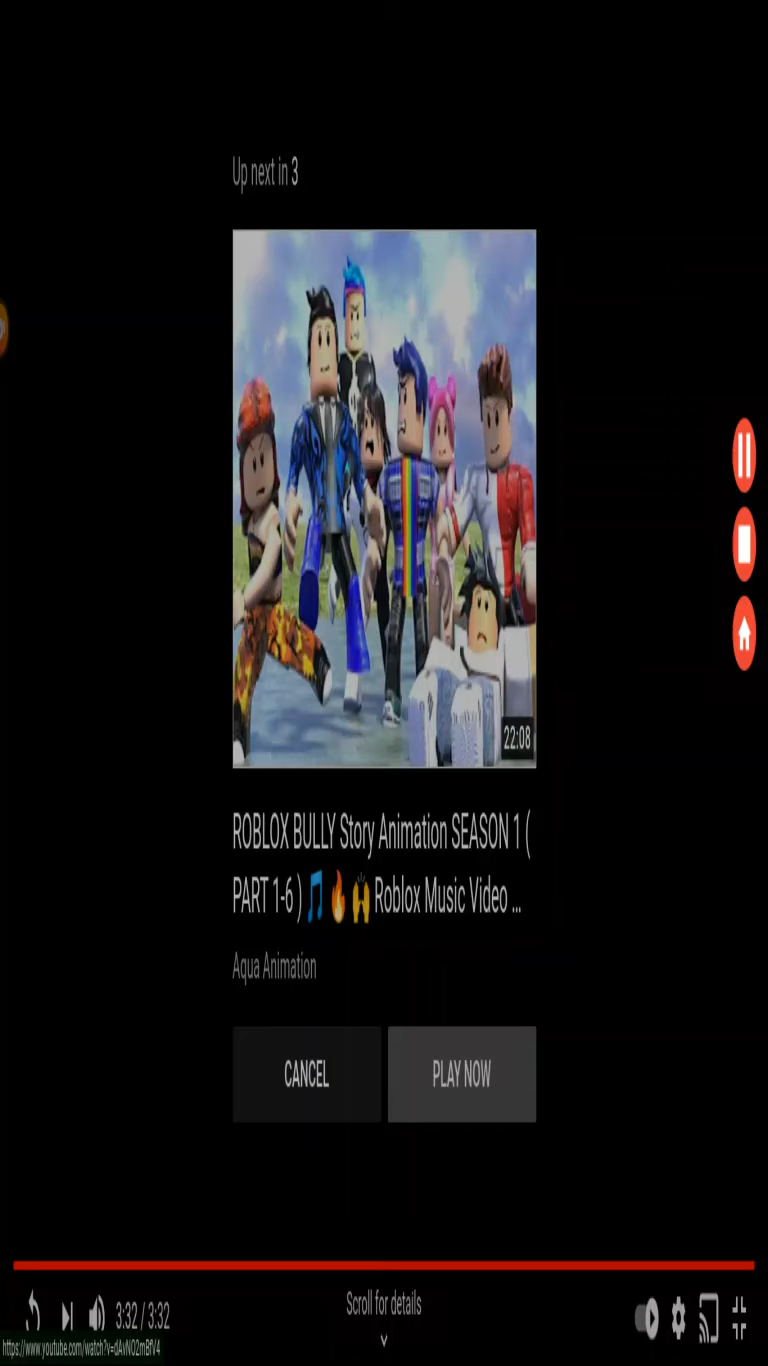 Up next in 3
22:08
ROBLOX BULLY Story Animation SEASON 1 (
PART 1-6 ) 🎵🔥🙌 Roblox Music Video ...
Aqua Animation
CANCEL
PLAY NOW
3:32 / 3:32
Scroll for details
https://www.youtube.com/watch?v=dAvNO2mBfV4